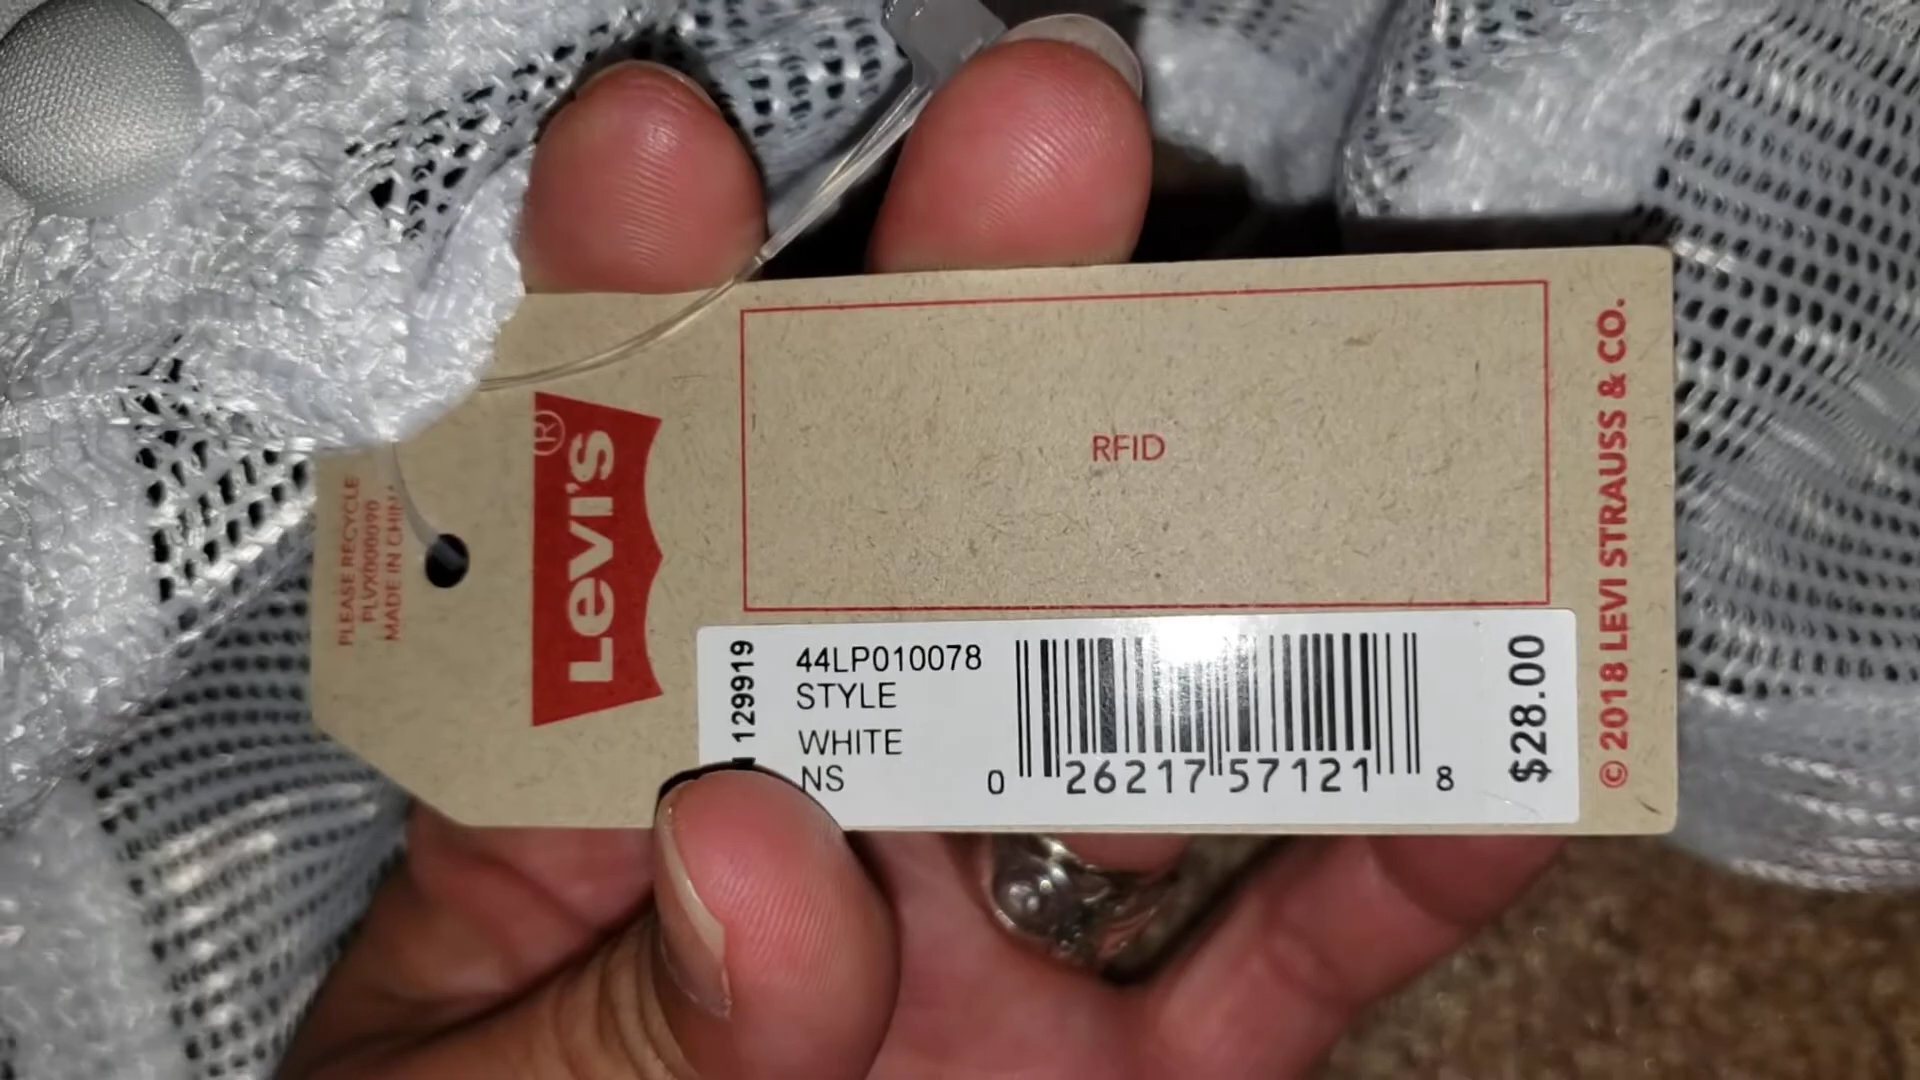 PLEASE RECYCLE
PLVX0000090
MADE IN CHINA
Levi's®
RFID
129919
44LP010078
STYLE
WHITE
NS
0 26217 57121 8
$28.00
© 2018 LEVI STRAUSS & CO.